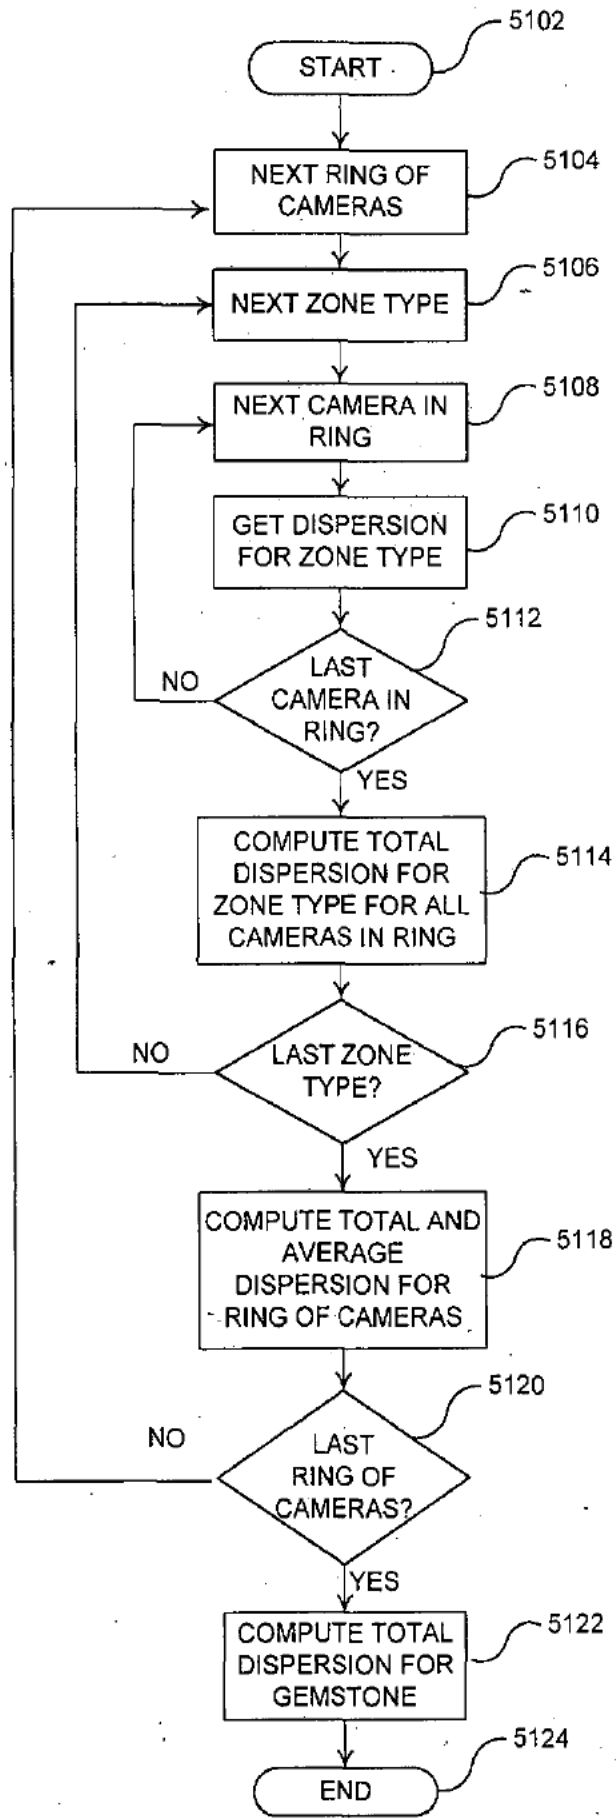 5102
START
5104
NEXT RING OF
CAMERAS
5106
NEXT ZONE TYPE
5108
NEXT CAMERA IN
RING
5110
GET DISPERSION
FOR ZONE TYPE
5112
LAST
CAMERA IN
RING?
NO
YES
5114
COMPUTE TOTAL
DISPERSION FOR
ZONE TYPE FOR ALL
CAMERAS IN RING
5116
LAST ZONE
TYPE?
NO
YES
5118
COMPUTE TOTAL AND
AVERAGE
DISPERSION FOR
RING OF CAMERAS
5120
LAST
RING OF
CAMERAS?
NO
YES
5122
COMPUTE TOTAL
DISPERSION FOR
GEMSTONE
5124
END